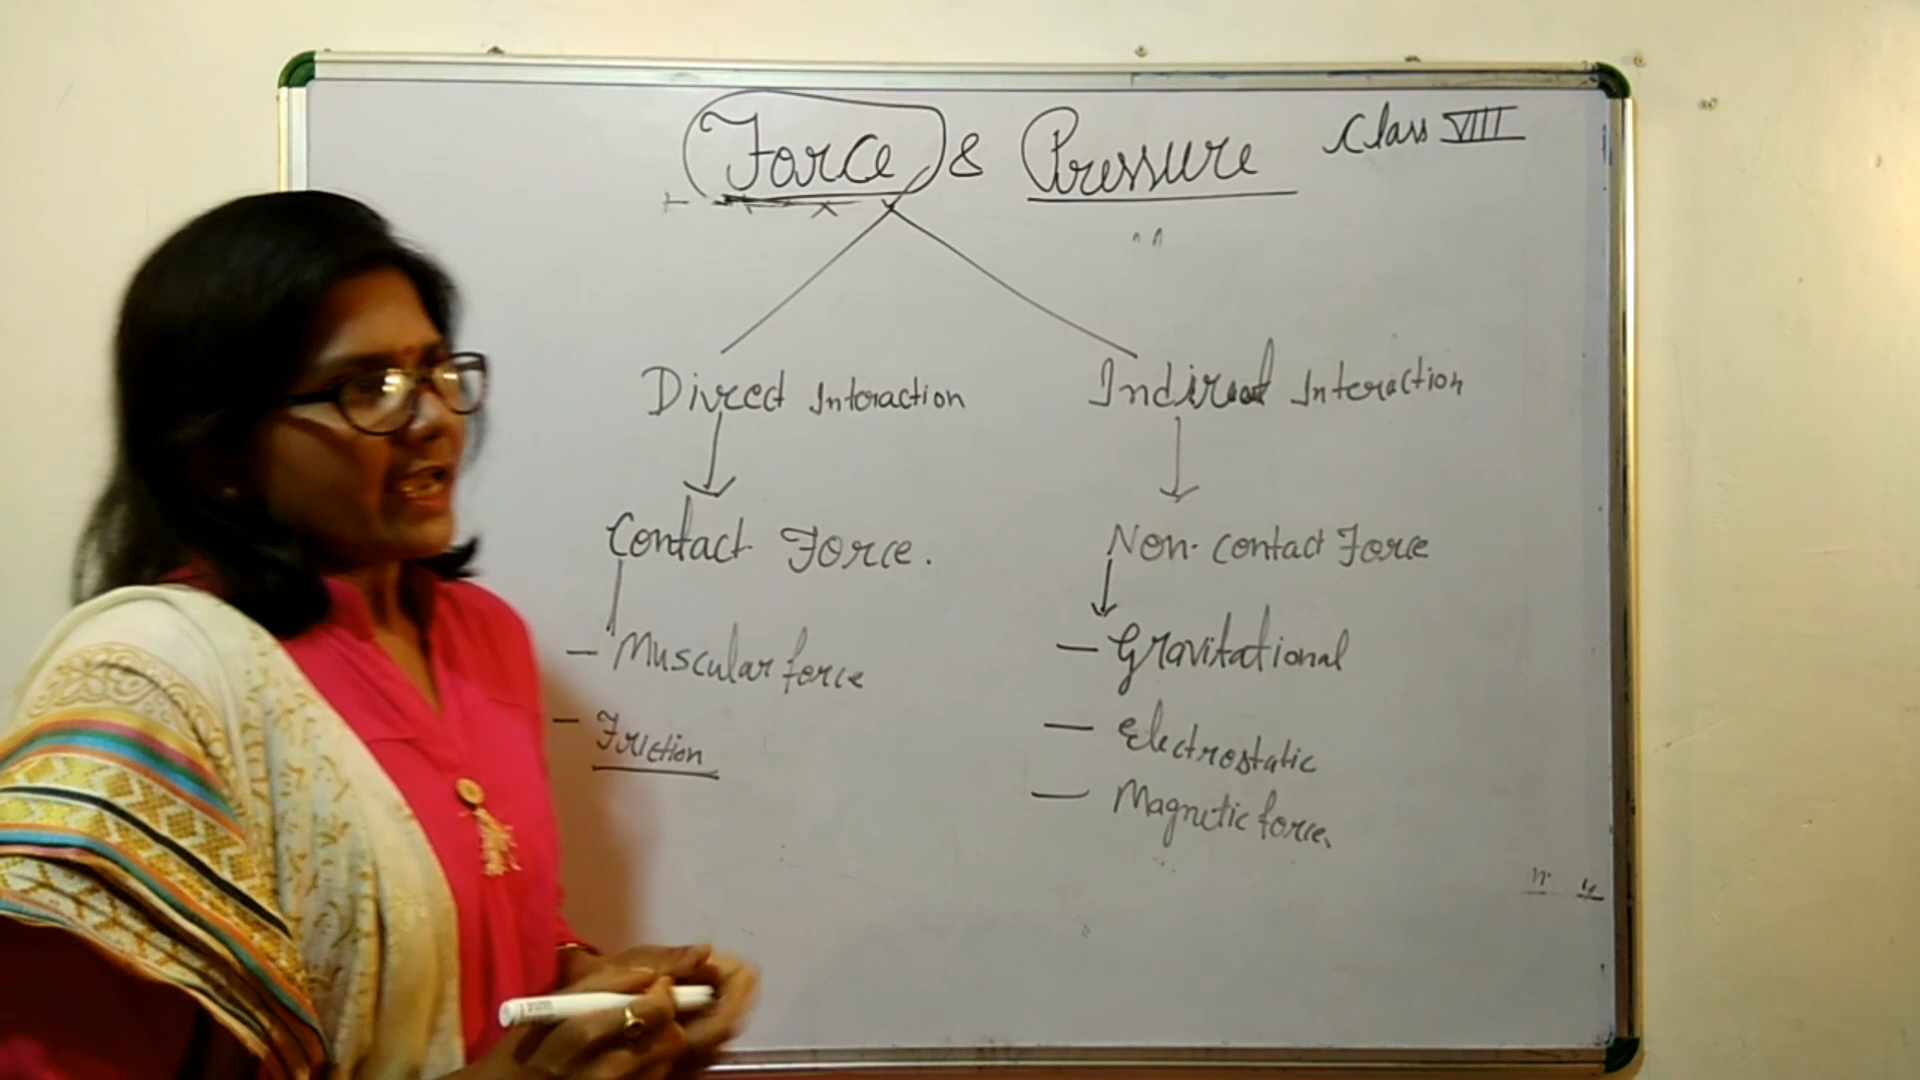 Force & Pressure Class VIII
Direct Interaction
Indirect Interaction
Contact Force.
Non-contact Force
- Muscular force
- Friction
- Gravitational
- Electrostatic
- Magnetic force